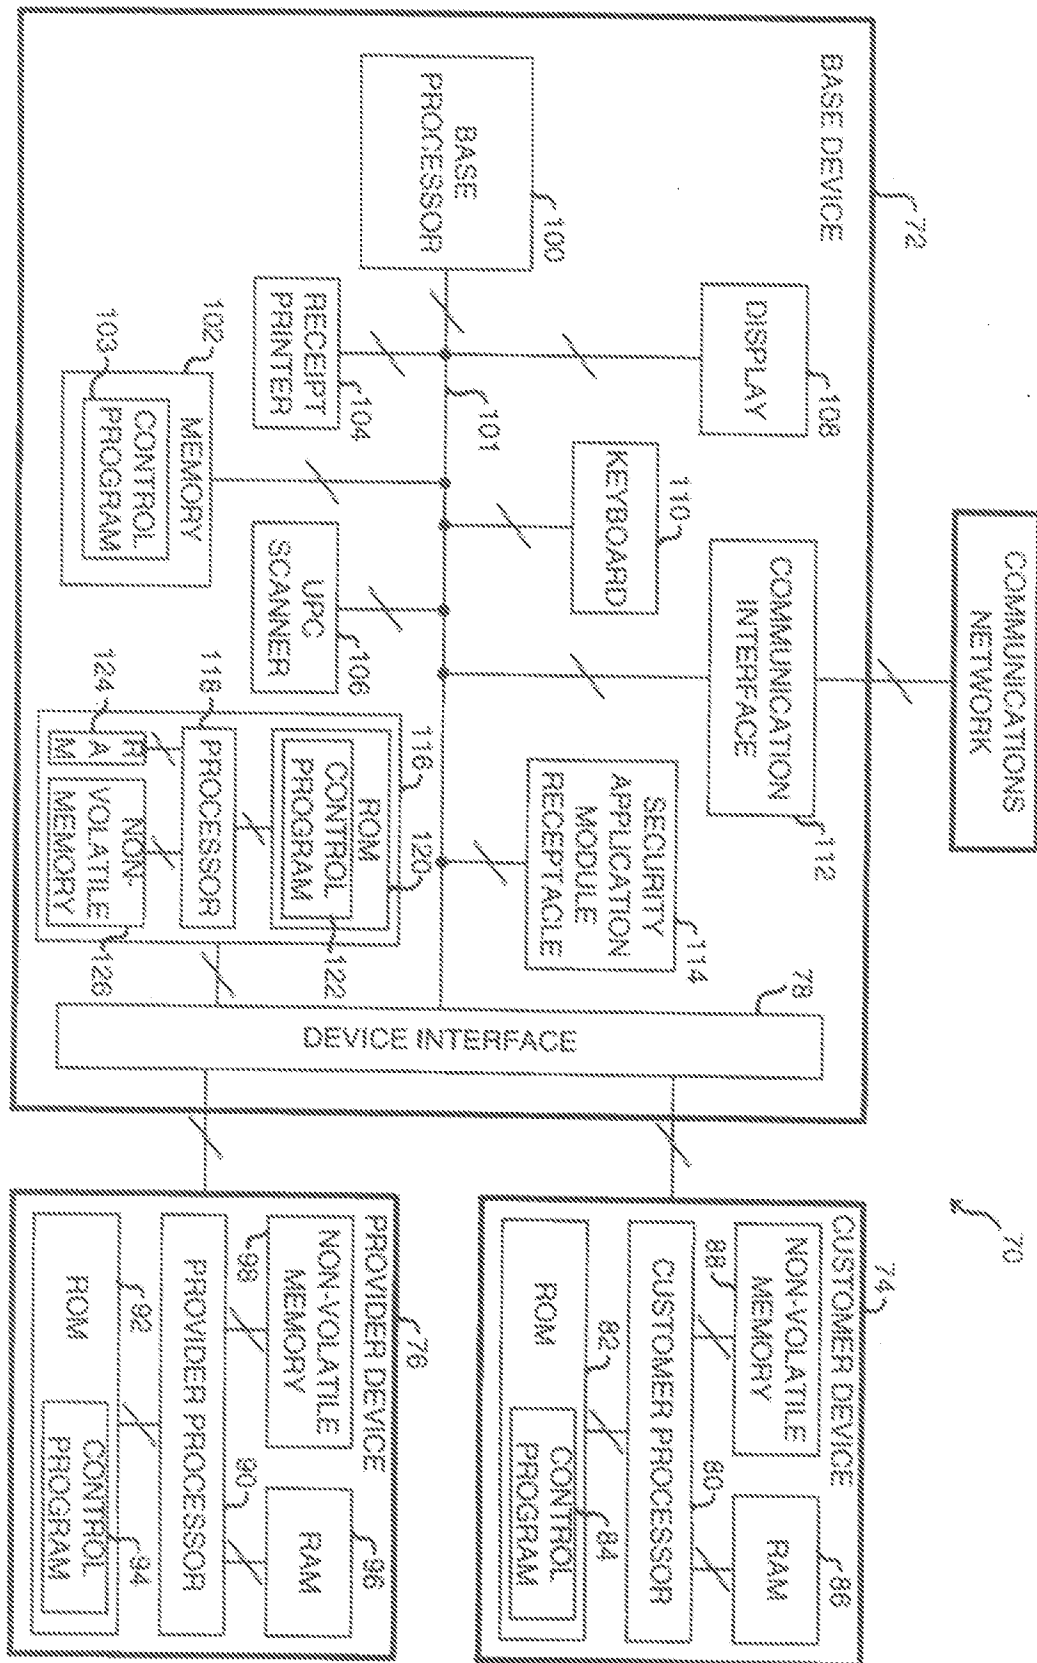 70
COMMUNICATIONS
NETWORK
BASE DEVICE
72
BASE
PROCESSOR
100
DISPLAY
108
101
KEYBOARD
110
COMMUNICATION
INTERFACE
112
SECURITY
APPLICATION
MODULE
RECEPTACLE
114
RECEIPT
PRINTER
104
MEMORY
102
CONTROL
PROGRAM
103
UPC
SCANNER
106
116
ROM
120
CONTROL
PROGRAM
122
PROCESSOR
118
RAM
124
NON-
VOLATILE
MEMORY
126
DEVICE INTERFACE
78
CUSTOMER DEVICE
74
NON-VOLATILE
MEMORY
88
RAM
86
CUSTOMER PROCESSOR
80
ROM
82
CONTROL
PROGRAM
84
PROVIDER DEVICE
76
NON-VOLATILE
MEMORY
98
RAM
96
PROVIDER PROCESSOR
90
ROM
92
CONTROL
PROGRAM
94